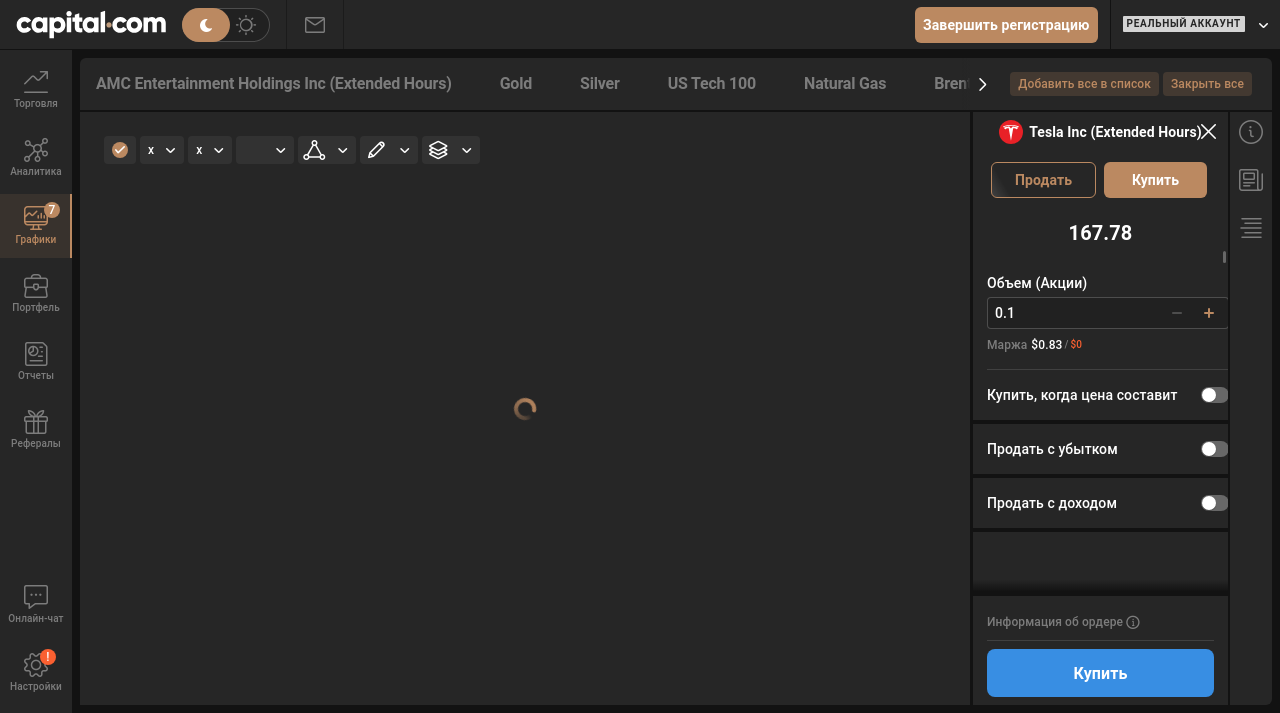 capital.com
Завершить регистрацию
РЕАЛЬНЫЙ АККАУНТ
Торговля
Аналитика
7
Графики
Портфель
Отчеты
Рефералы
Онлайн-чат
!
Настройки
AMC Entertainment Holdings Inc (Extended Hours)
Gold
Silver
US Tech 100
Natural Gas
Brent
Добавить все в список
Закрыть все
x
x
Tesla Inc (Extended Hours)
Продать
Купить
167.78
Объем (Акции)
0.1
Маржа $0.83 / $0
Купить, когда цена составит
Продать с убытком
Продать с доходом
Информация об ордере
Купить